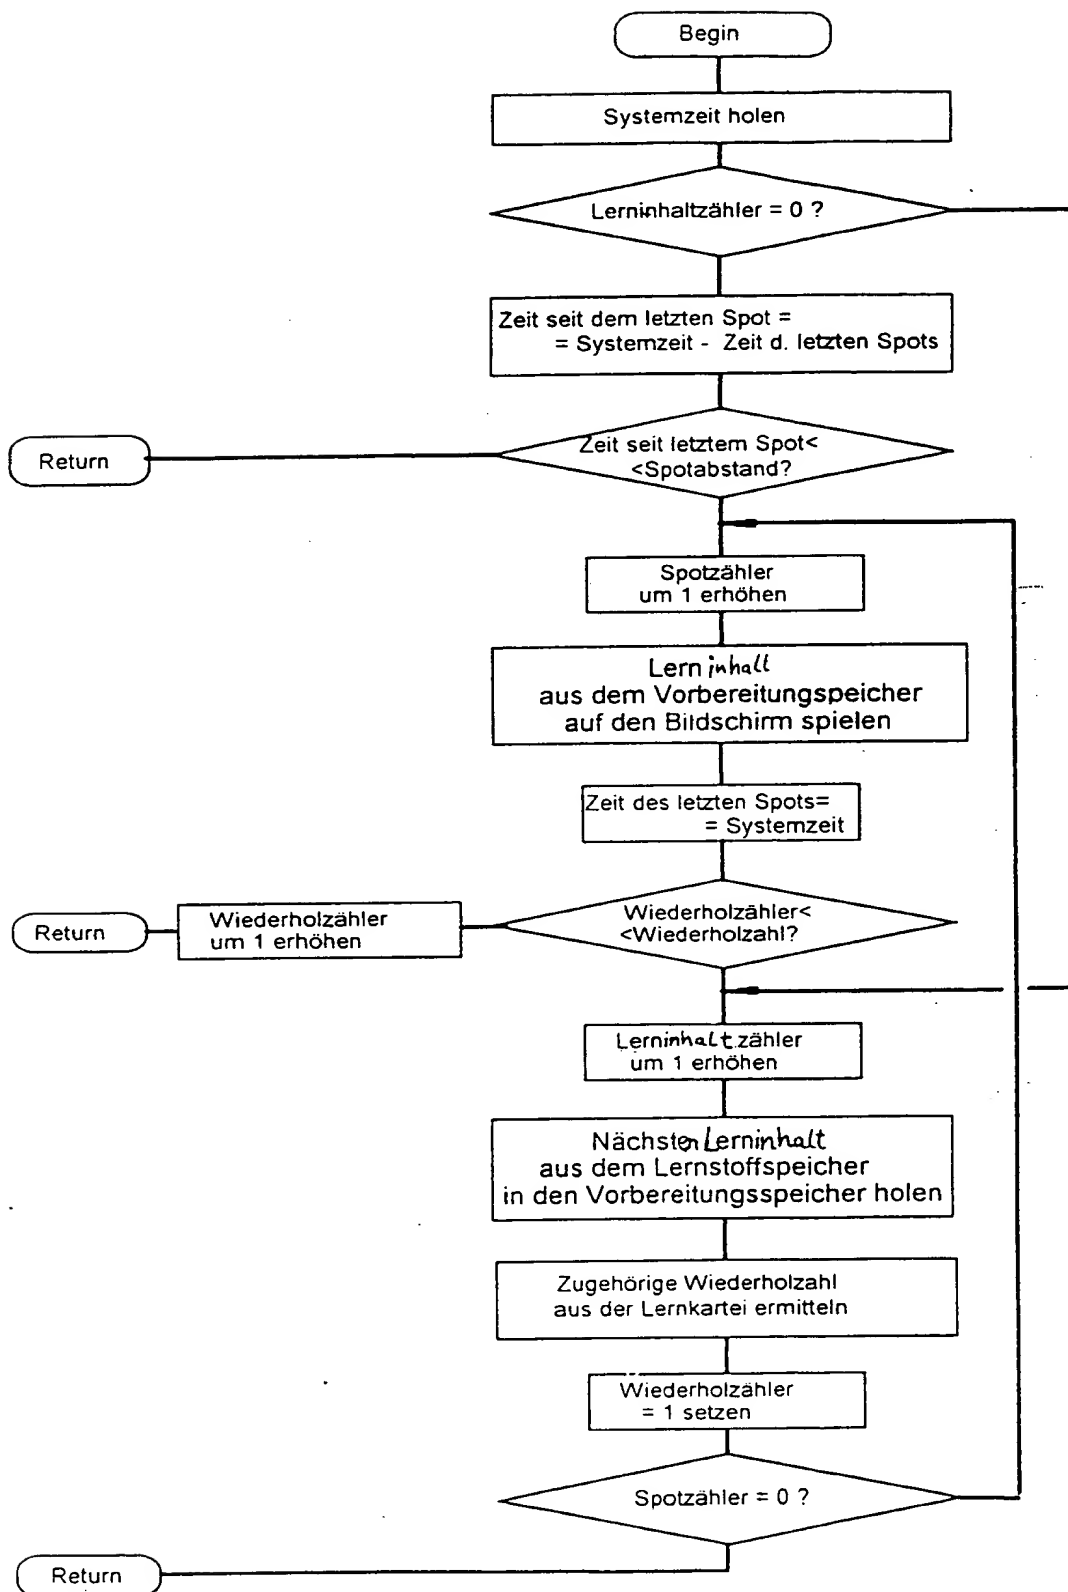 Begin
Systemzeit holen
Lerninhaltzähler = 0 ?
Zeit seit dem letzten Spot =
= Systemzeit - Zeit d. letzten Spots
Zeit seit letztem Spot<
<Spotabstand?
Return
Spotzähler
um 1 erhöhen
Lerninhalt
aus dem Vorbereitungspeicher
auf den Bildschirm spielen
Zeit des letzten Spots=
= Systemzeit
Wiederholzähler<
<Wiederholzahl?
Wiederholzähler
um 1 erhöhen
Return
Lerninhaltzähler
um 1 erhöhen
Nächsten Lerninhalt
aus dem Lernstoffspeicher
in den Vorbereitungsspeicher holen
Zugehörige Wiederholzahl
aus der Lernkartei ermitteln
Wiederholzähler
= 1 setzen
Spotzähler = 0 ?
Return